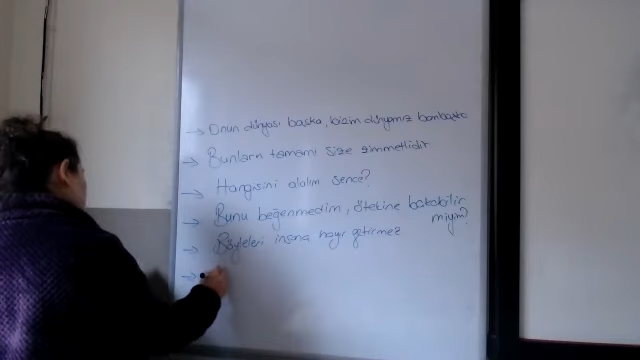 → Onun dünyası başka, bizim dünyamız bambaşka
→ Bunların tamamı size zimmetlidir
→ Hangisini alalım sence?
→ Bunu beğenmedim, ötekine bakabilir
miyim?
→ Böyleleri insana hayır getirmez
→